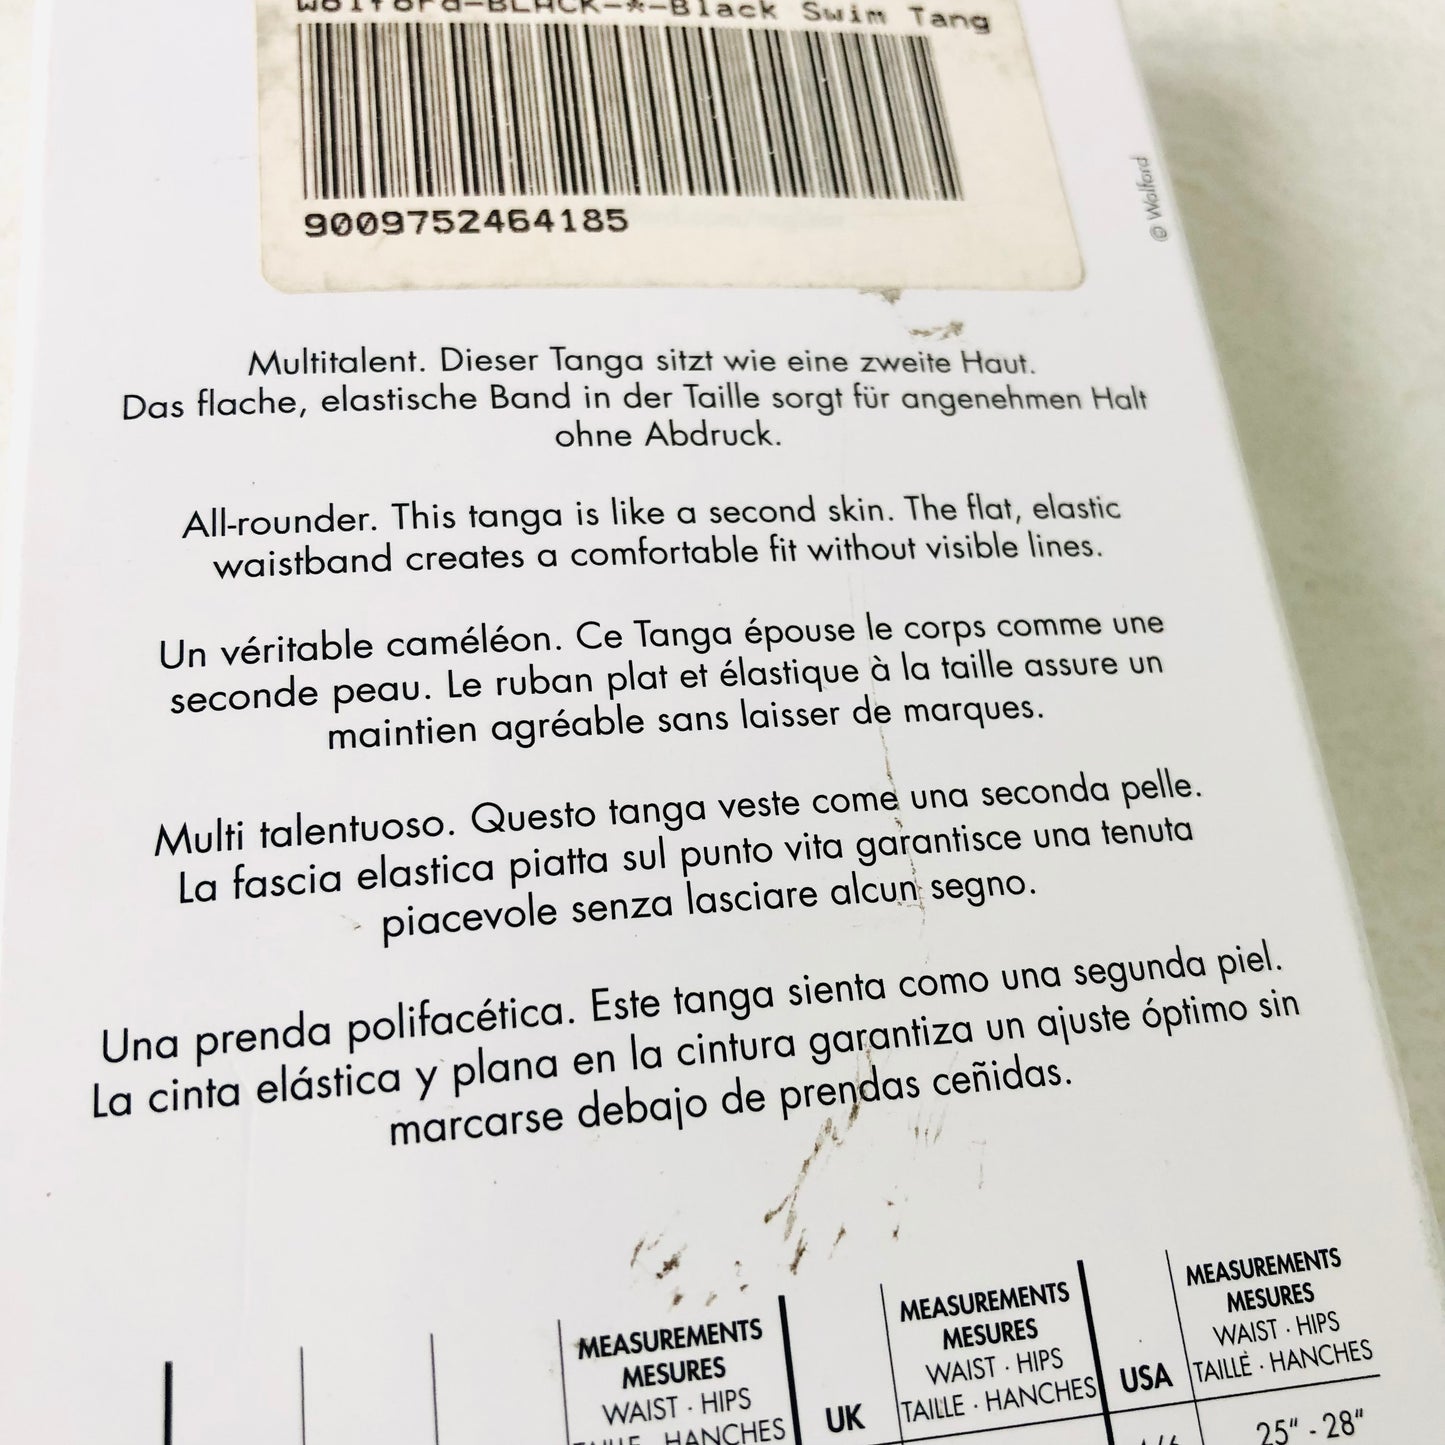 Wolford-BLACK-*-Black Swim Tang
9009752464185
© Wolford
Multitalent. Dieser Tanga sitzt wie eine zweite Haut.
Das flache, elastische Band in der Taille sorgt für angenehmen Halt
ohne Abdruck.
All-rounder. This tanga is like a second skin. The flat, elastic
waistband creates a comfortable fit without visible lines.
Un véritable caméléon. Ce Tanga épouse le corps comme une
seconde peau. Le ruban plat et élastique à la taille assure un
maintien agréable sans laisser de marques.
Multi talentuoso. Questo tanga veste come una seconda pelle.
La fascia elastica piatta sul punto vita garantisce una tenuta
piacevole senza lasciare alcun segno.
Una prenda polifacética. Este tanga sienta como una segunda piel.
La cinta elástica y plana en la cintura garantiza un ajuste óptimo sin
marcarse debajo de prendas ceñidas.
MEASUREMENTS
MESURES
WAIST · HIPS
TAILLE · HANCHES
UK
MEASUREMENTS
MESURES
WAIST · HIPS
TAILLE · HANCHES
USA
MEASUREMENTS
MESURES
WAIST · HIPS
TAILLE · HANCHES
25" - 28"